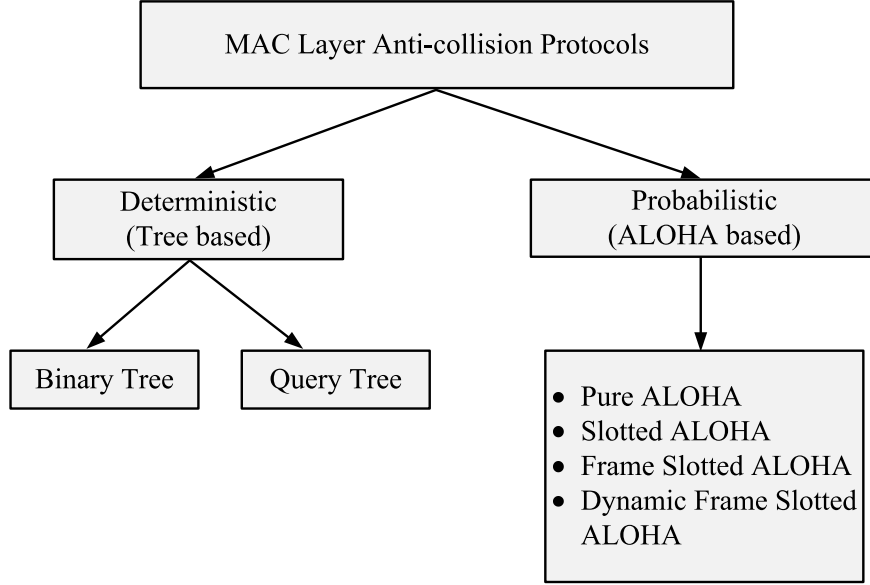 MAC Layer Anti-collision Protocols
Deterministic
(Tree based)
Probabilistic
(ALOHA based)
Binary Tree
Query Tree
• Pure ALOHA
• Slotted ALOHA
• Frame Slotted ALOHA
• Dynamic Frame Slotted
ALOHA